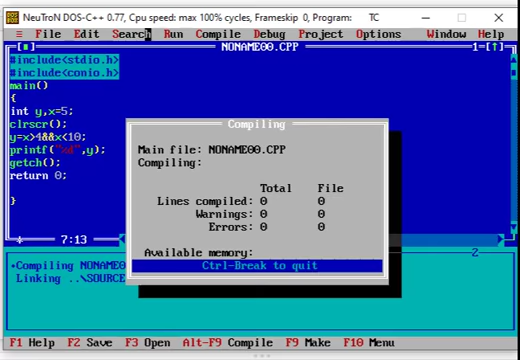 NeuTroN DOS-C++ 0.77, Cpu speed: max 100% cycles, Frameskip 0, Program: TC
≡ File Edit Search Run Compile Debug Project Options Window Help
[■] NONAME00.CPP 1=[↑]
#include<stdio.h>
#include<conio.h>
main()
{
int y,x=5;
clrscr();
y=x>4&&x<10;
printf("%d",y);
getch();
return 0;
}
7:13
Compiling
Main file: NONAME00.CPP
Compiling:
Total File
Lines compiled: 0 0
Warnings: 0 0
Errors: 0 0
Available memory:
Ctrl-Break to quit
2
•Compiling NONAME0
Linking ..\SOURCE
F1 Help F2 Save F3 Open Alt-F9 Compile F9 Make F10 Menu